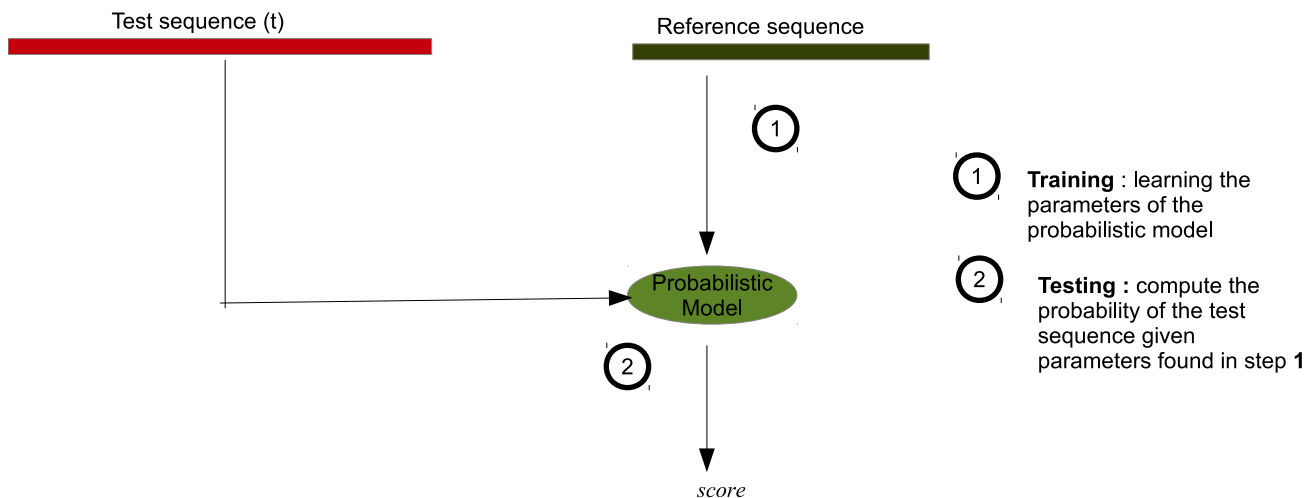 Test sequence (t)
Reference sequence
1
1
Training : learning the
parameters of the
probabilistic model
Probabilistic
Model
2
Testing : compute the
probability of the test
sequence given
parameters found in step 1
2
score